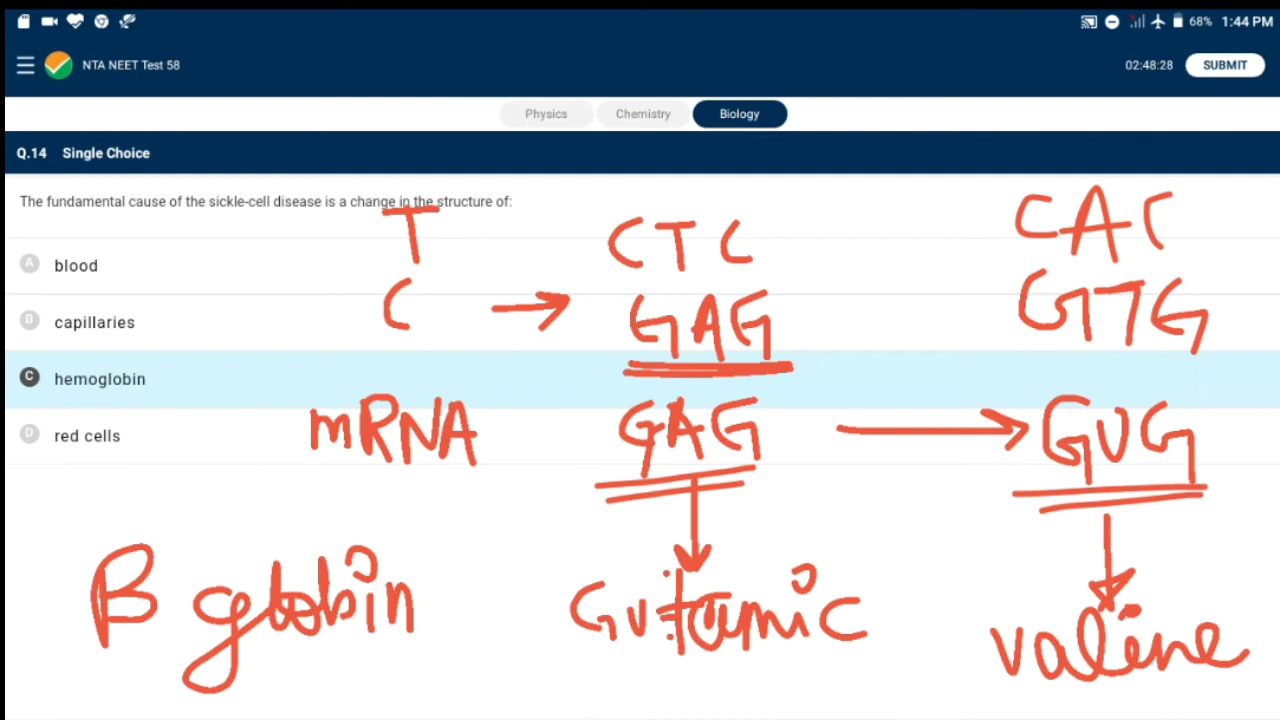 68% 1:44 PM
NTA NEET Test 58 02:48:28 SUBMIT
Physics Chemistry Biology
Q.14 Single Choice
The fundamental cause of the sickle-cell disease is a change in the structure of:
T CTC CAC
A blood
C GAG GTG
B capillaries
C hemoglobin
mRNA GAG GUG
D red cells
B globin Gutamic valine